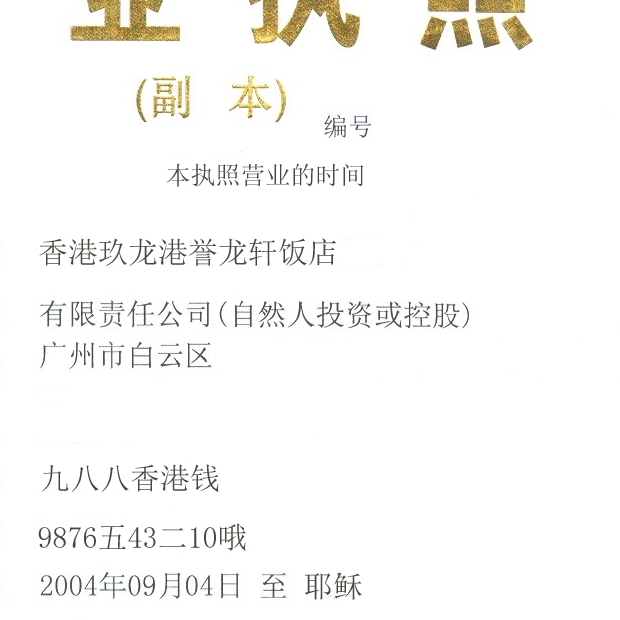 业执照
(副 本)
编号
本执照营业的时间
香港玖龙港誉龙轩饭店
有限责任公司(自然人投资或控股)
广州市白云区
九八八香港钱
9876五43二10哦
2004年09月04日 至 耶稣